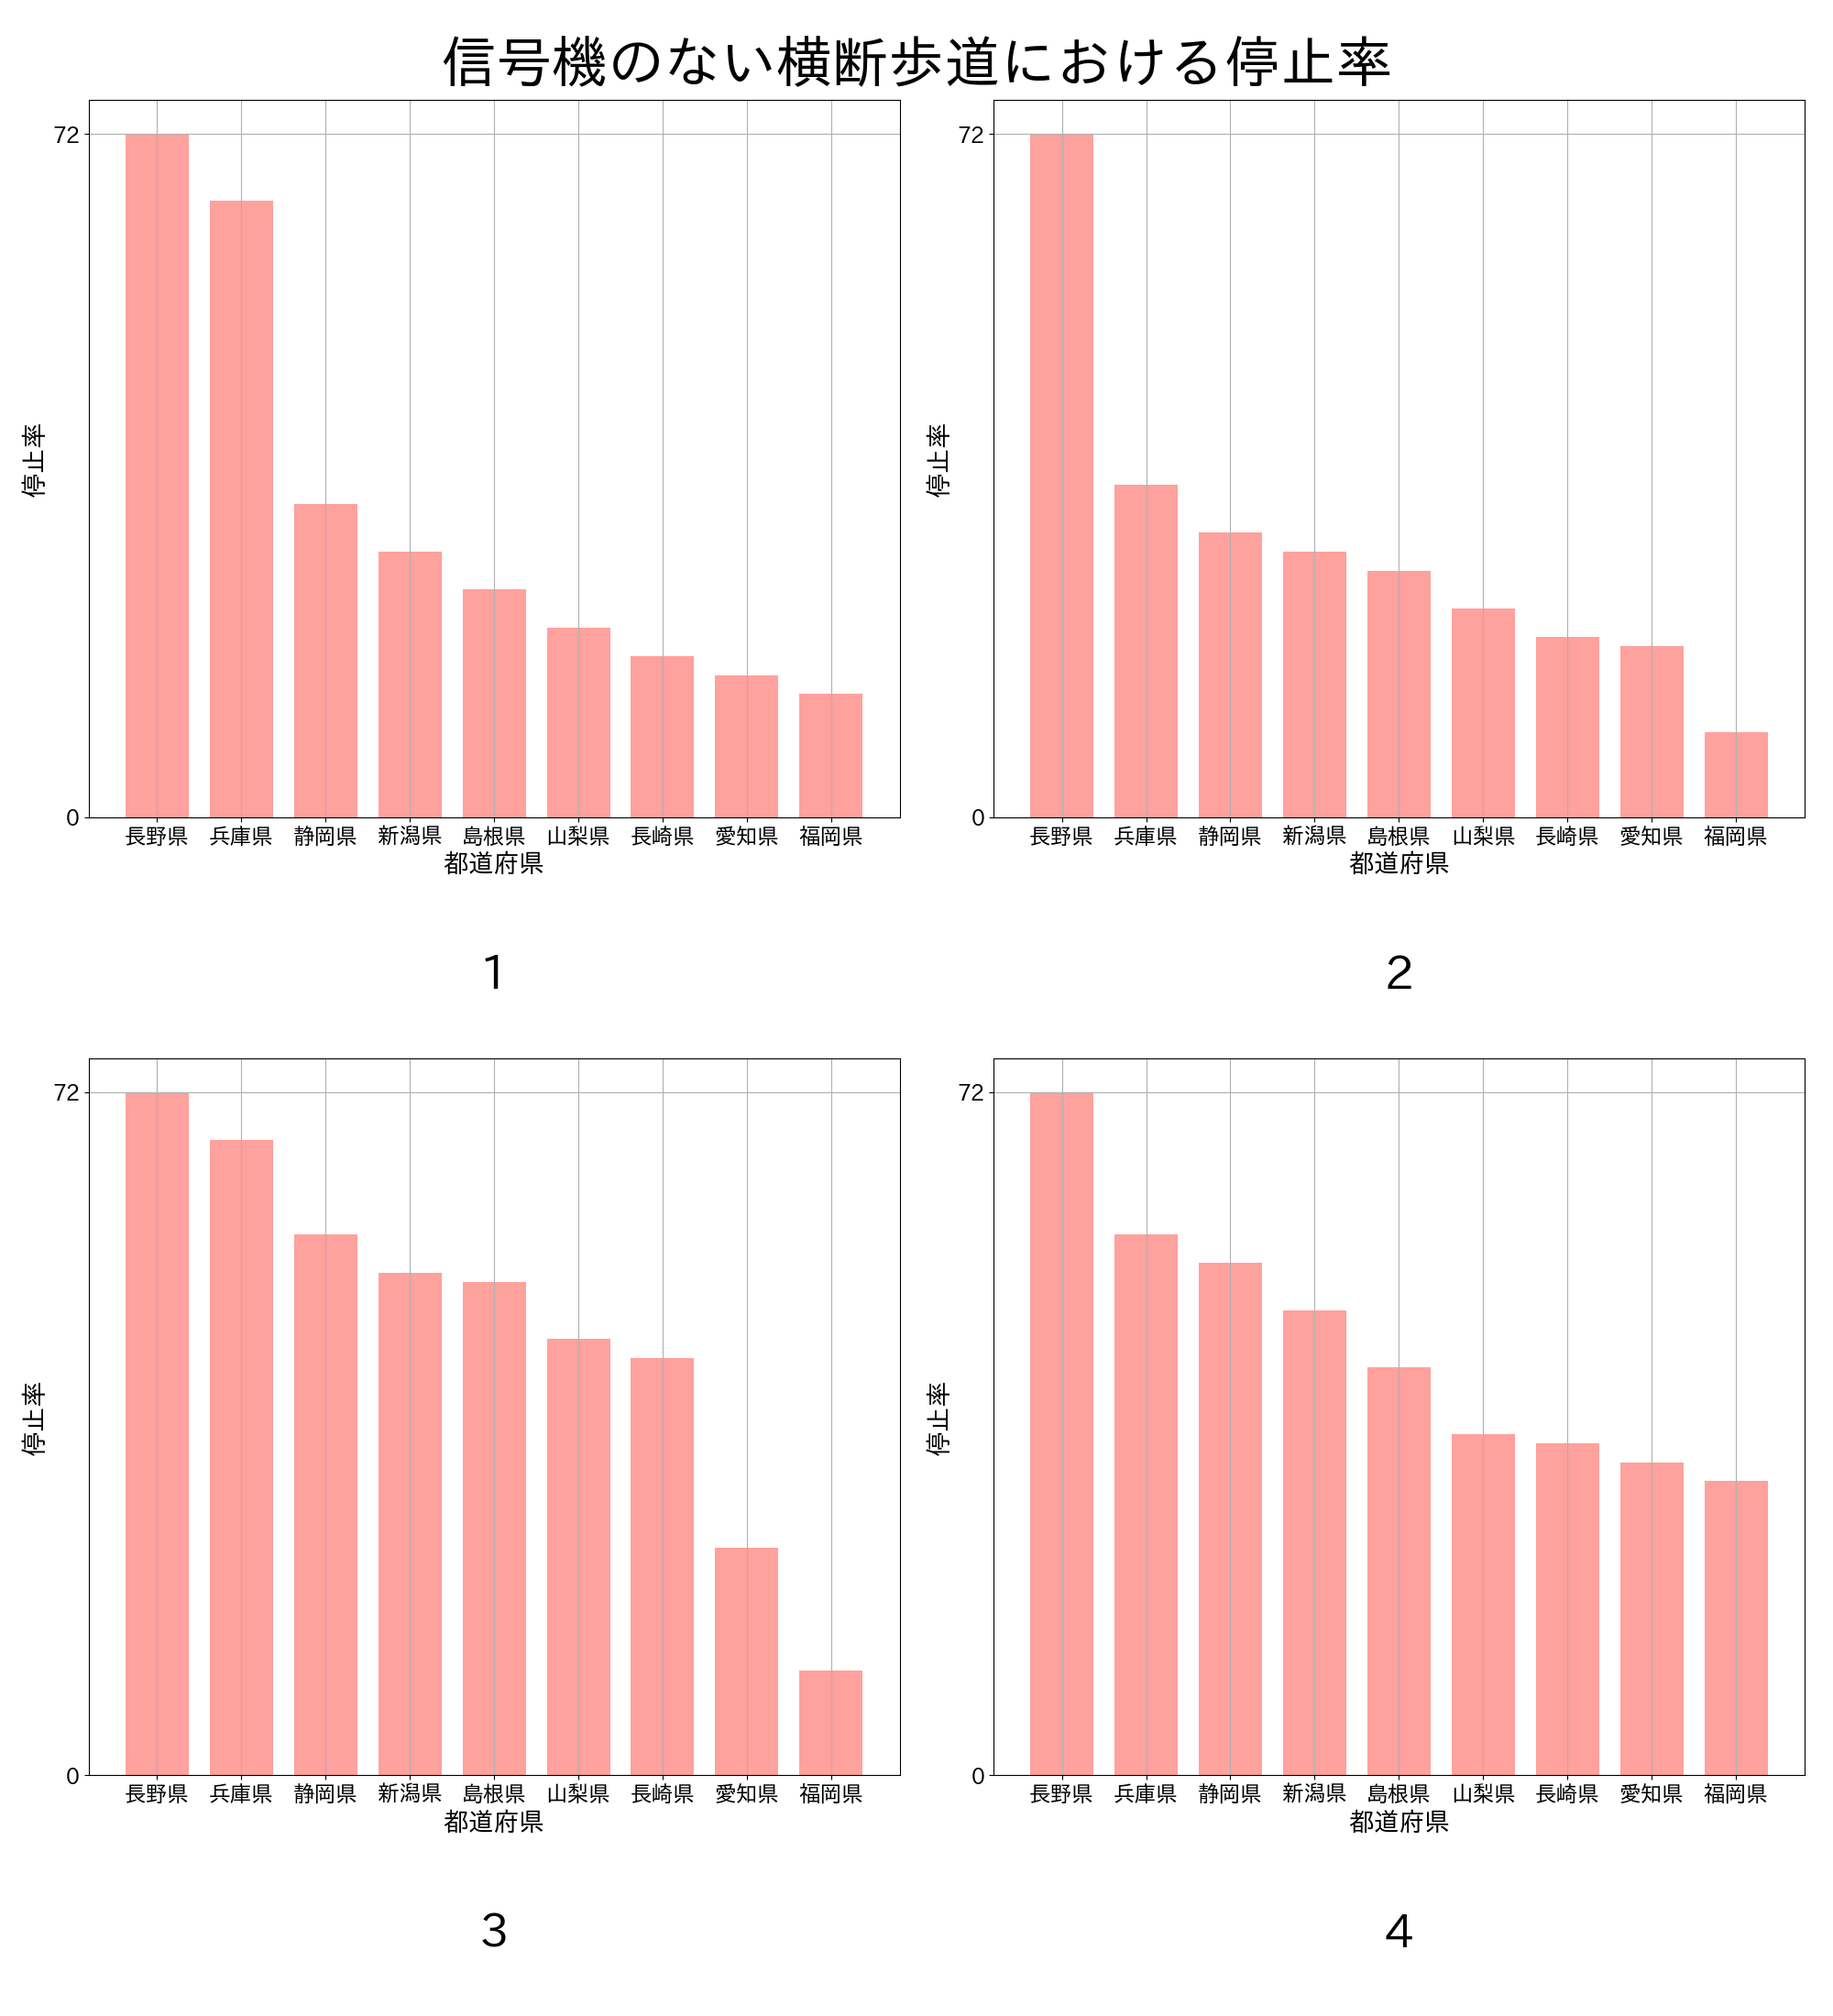 信号機のない横断歩道における停止率
72
0
停止率
長野県 兵庫県 静岡県 新潟県 島根県 山梨県 長崎県 愛知県 福岡県
都道府県
1
72
0
停止率
長野県 兵庫県 静岡県 新潟県 島根県 山梨県 長崎県 愛知県 福岡県
都道府県
2
72
0
停止率
長野県 兵庫県 静岡県 新潟県 島根県 山梨県 長崎県 愛知県 福岡県
都道府県
3
72
0
停止率
長野県 兵庫県 静岡県 新潟県 島根県 山梨県 長崎県 愛知県 福岡県
都道府県
4